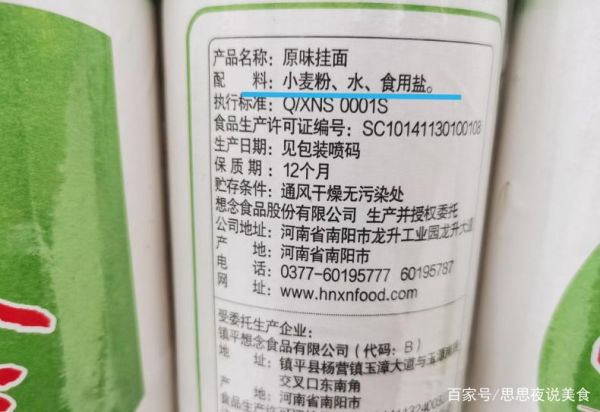 产品名称：原味挂面
配 料：小麦粉、水、食用盐。
执行标准：Q/XNS 0001S
食品生产许可证编号：SC10141130100108
生产日期：见包装喷码
保 质 期：12个月
贮存条件：通风干燥无污染处
想念食品股份有限公司 生产并授权委托
公司地址：河南省南阳市龙升工业园龙升大道
产 地：河南省南阳市
电 话：0377-60195777 60195787
网 址：www.hnxnfood.com
受委托生产企业：
镇平想念食品有限公司（代码：B）
地 址：镇平县杨营镇玉漳大道与玉源南路
交叉口东南角
百家号/思思夜说美食